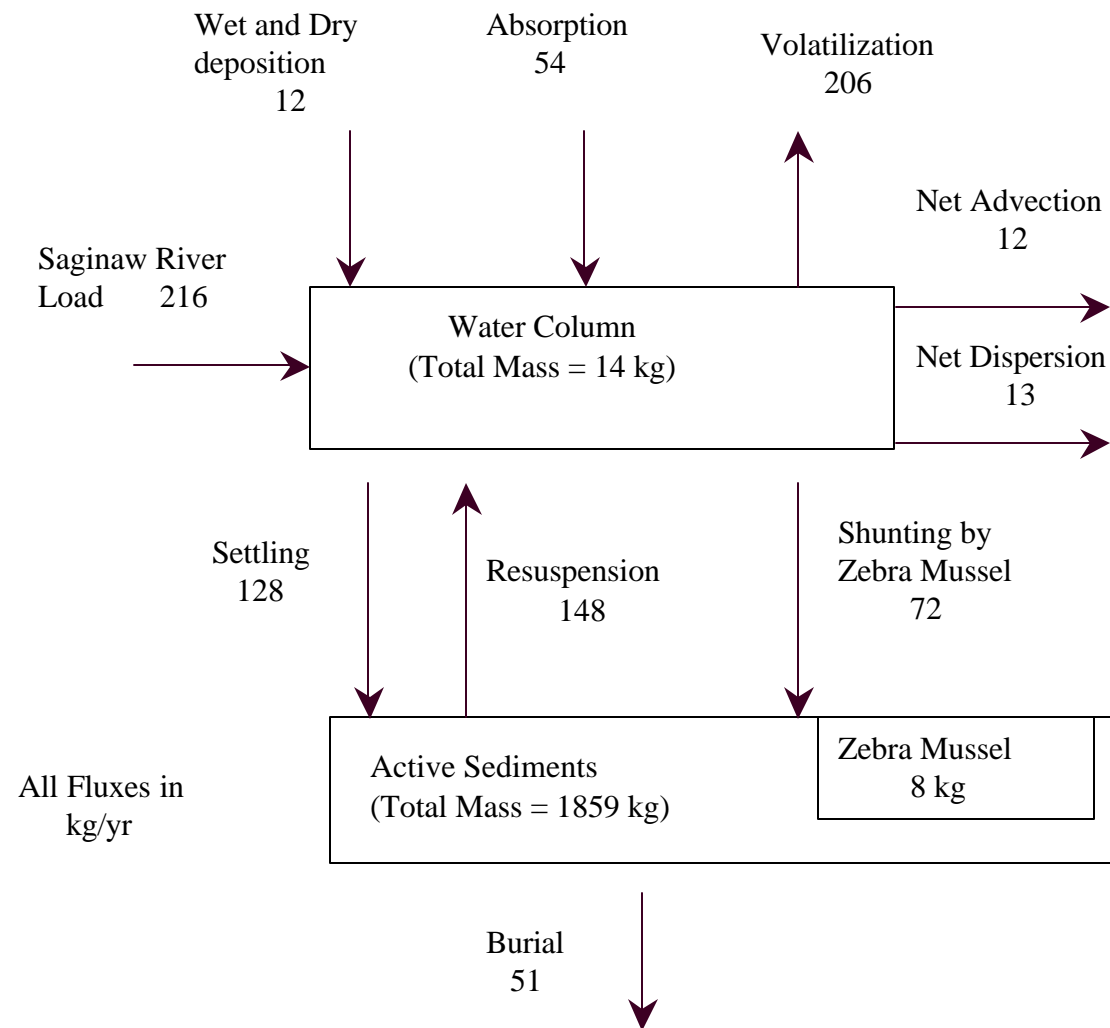 Wet and Dry
deposition
12
Absorption
54
Volatilization
206
Net Advection
12
Saginaw River
Load 216
Water Column
(Total Mass = 14 kg)
Net Dispersion
13
Settling
128
Resuspension
148
Shunting by
Zebra Mussel
72
Active Sediments
(Total Mass = 1859 kg)
Zebra Mussel
8 kg
All Fluxes in
kg/yr
Burial
51